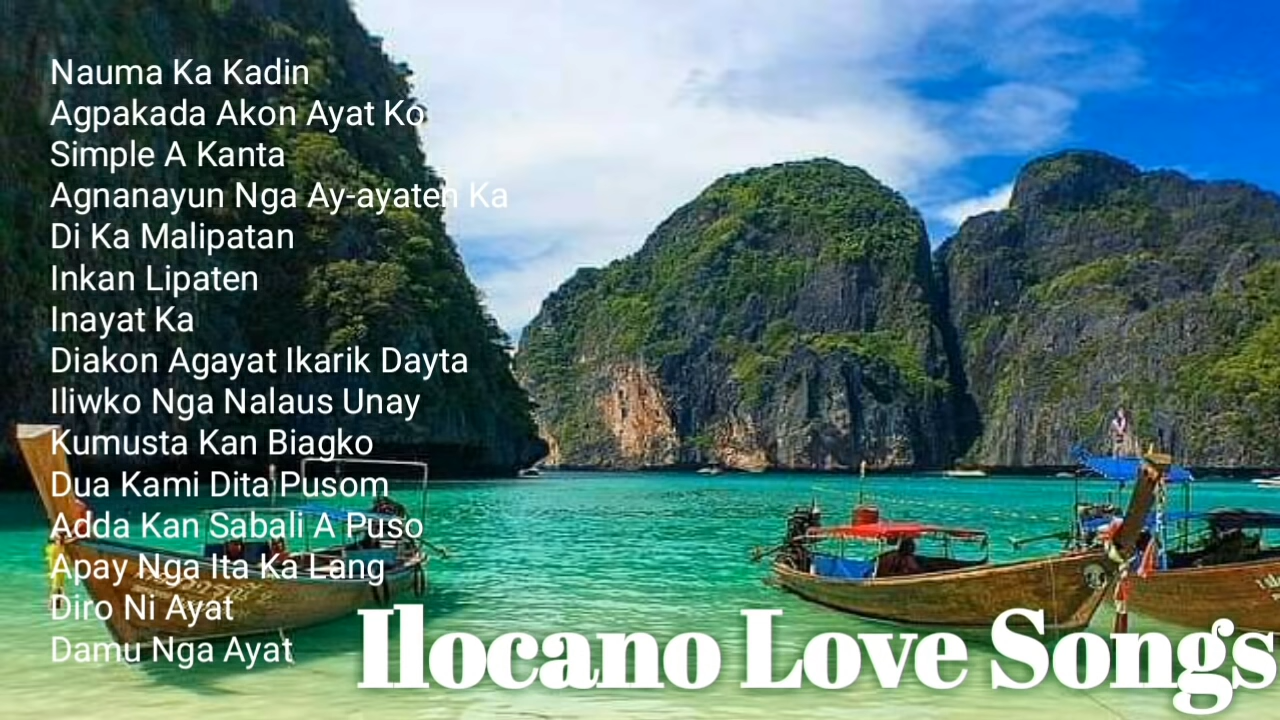 Nauma Ka Kadin
Agpakada Akon Ayat Ko
Simple A Kanta
Agnanayun Nga Ay-ayaten Ka
Di Ka Malipatan
Inkan Lipaten
Inayat Ka
Diakon Agayat Ikarik Dayta
Iliwko Nga Nalaus Unay
Kumusta Kan Biagko
Dua Kami Dita Pusom
Adda Kan Sabali A Puso
Apay Nga Ita Ka Lang
Diro Ni Ayat
Damu Nga Ayat
Ilocano Love Songs